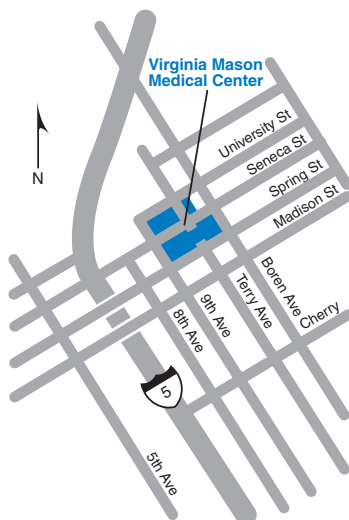 Virginia Mason
Medical Center
University St
Seneca St
Spring St
Madison St
N
Boren Ave
Terry Ave
9th Ave
8th Ave
Cherry
5
5th Ave